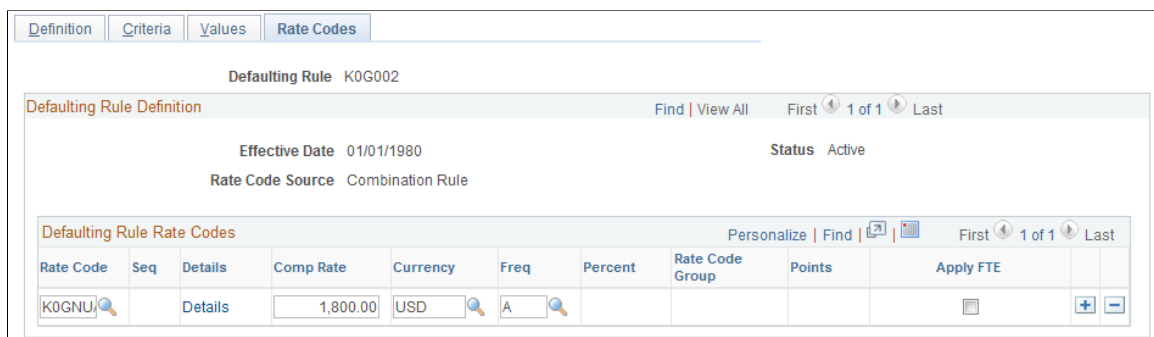 Definition Criteria Values Rate Codes
Defaulting Rule K0G002
Defaulting Rule Definition Find | View All First 1 of 1 Last
Effective Date 01/01/1980 Status Active
Rate Code Source Combination Rule
Defaulting Rule Rate Codes Personalize | Find | | First 1 of 1 Last
Rate Code Seq Details Comp Rate Currency Freq Percent Rate Code Group Points Apply FTE
Details 1,800.00 USD A